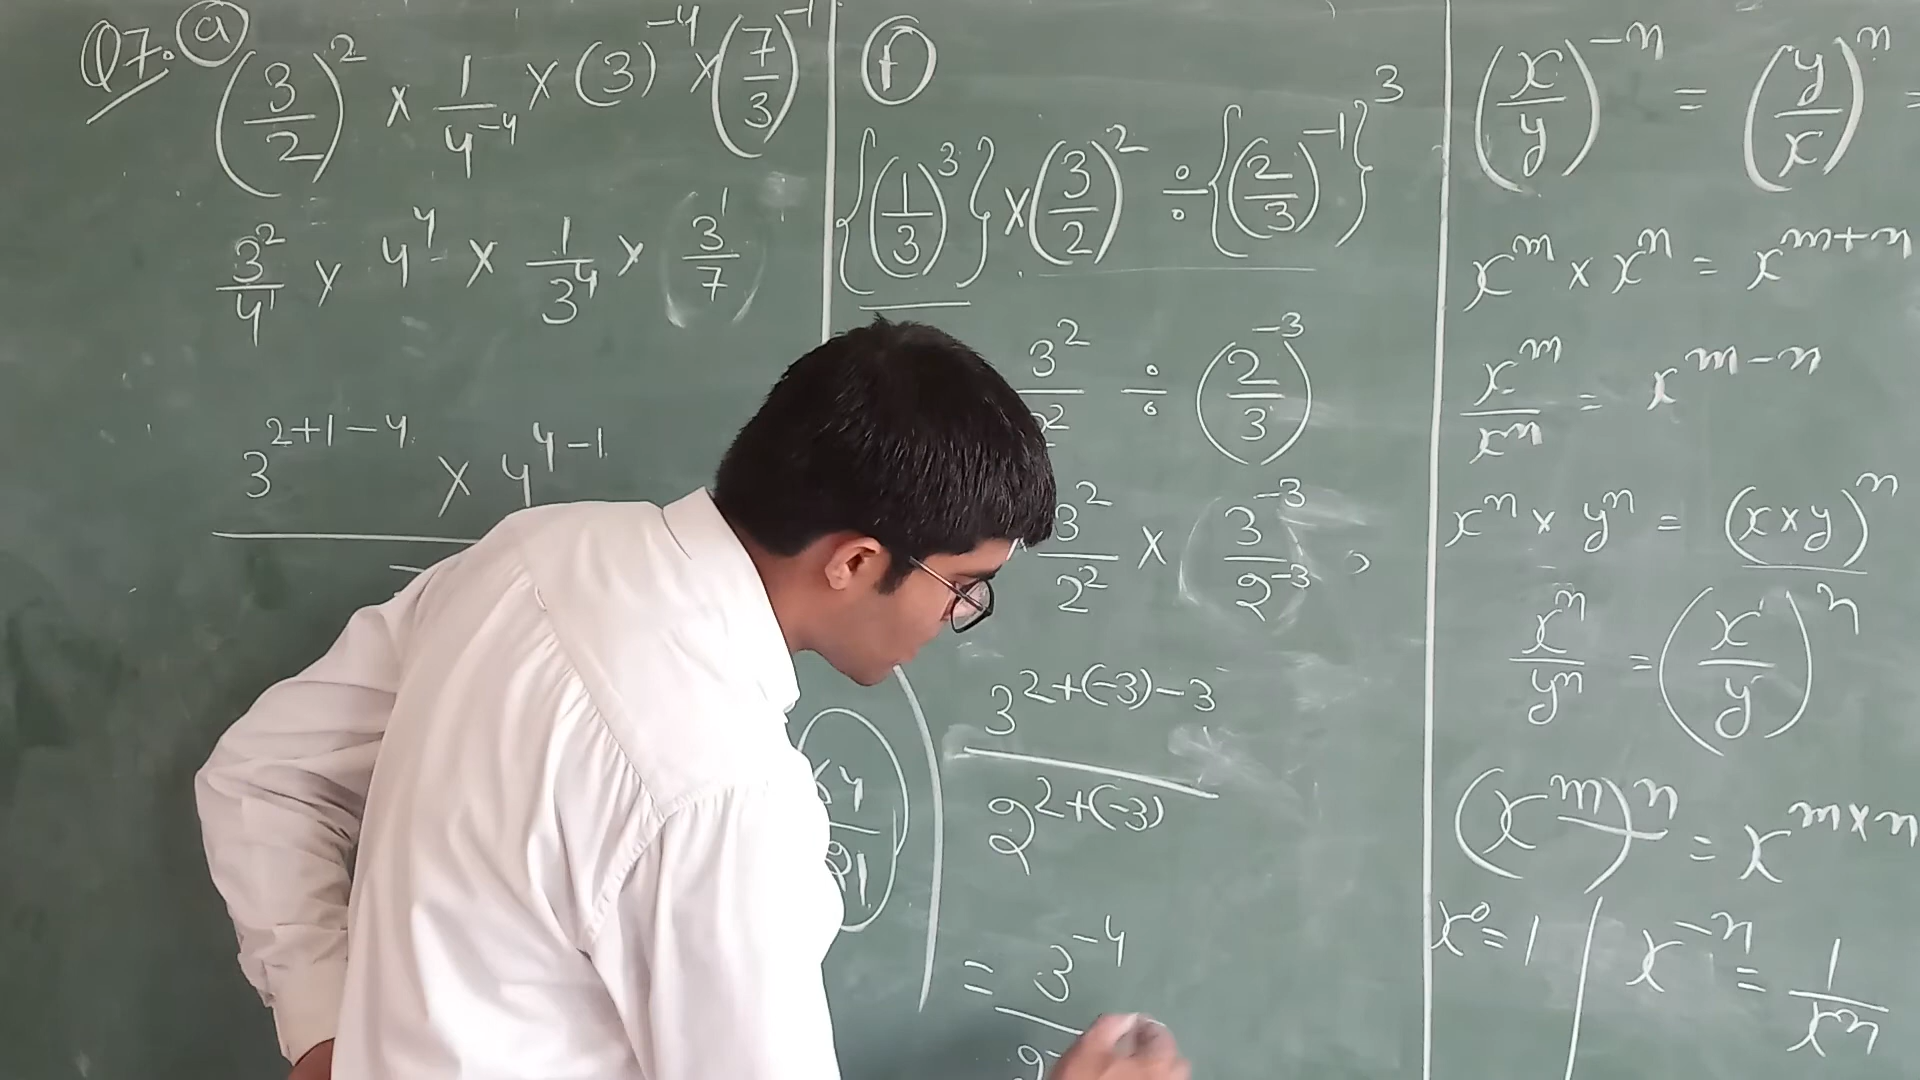 Q7. (a)
(3/2)^2 × 1/4^-4 × (3)^-4 × (7/3)^-1
3^2/4^1 × 4^4 × 1/3^4 × 3^1/7
3^2+1-4 × 4^4-1
64
(f)
{(1/3)^3} × (3/2)^2 ÷ {(2/3)^-1}^3
3^2/2^2 ÷ (2/3)^-3
3^2/2^2 × 3^-3/2^-3
3^2+(-3)-3
2^2+(-3)
= 3^-4
(x/y)^-n = (y/x)^n =
x^m × x^n = x^m+n
x^m/x^n = x^m-n
x^n × y^n = (x×y)^n
x^n/y^n = (x/y)^n
(x^m)^n = x^m×n
x^0 = 1 | x^-n = 1/x^n